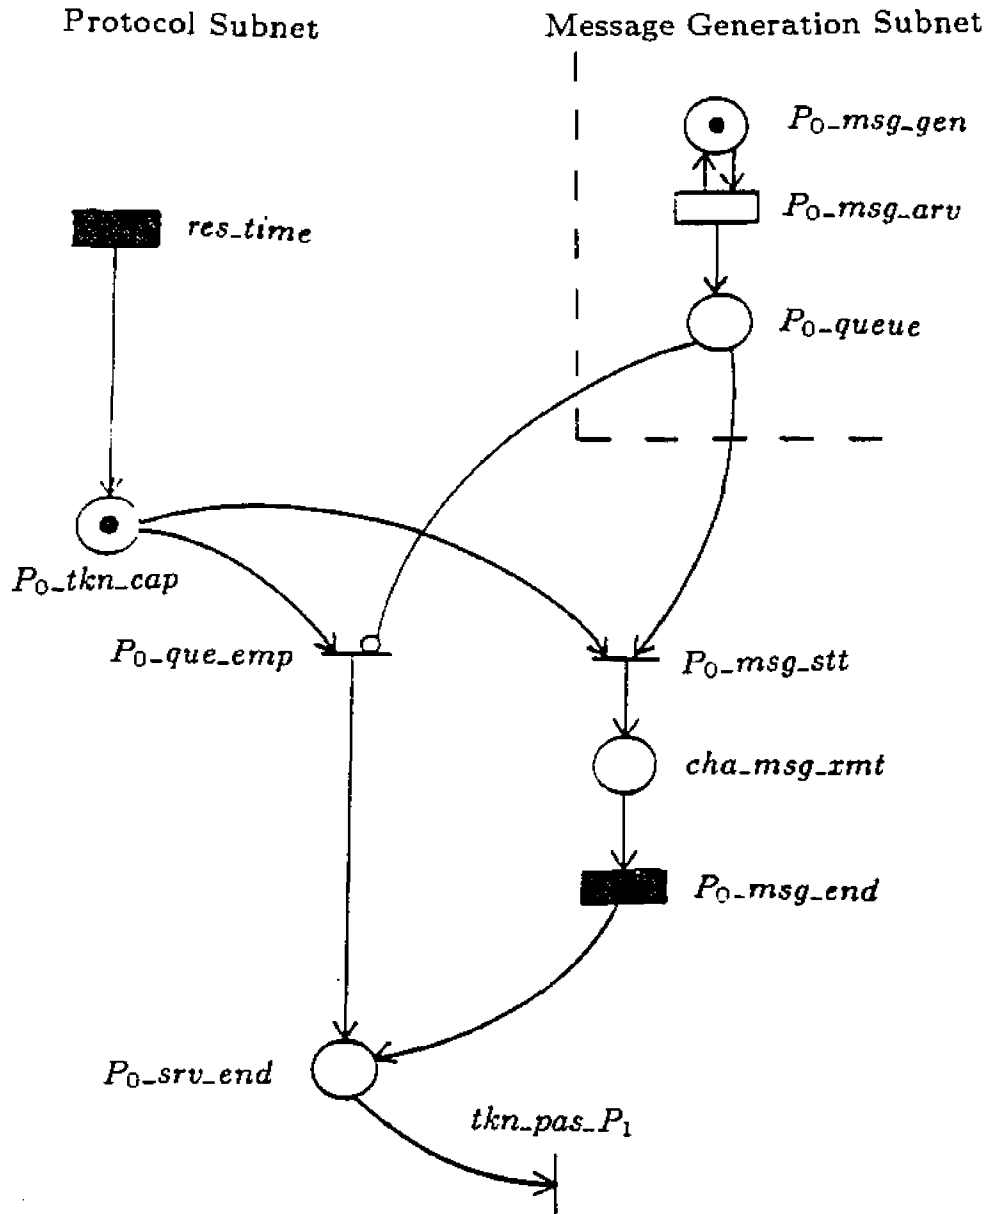 Protocol Subnet
Message Generation Subnet
P₀_msg_gen
P₀_msg_arv
res_time
P₀_queue
P₀_tkn_cap
P₀_que_emp
P₀_msg_stt
cha_msg_xmt
P₀_msg_end
P₀_srv_end
tkn_pas_P₁